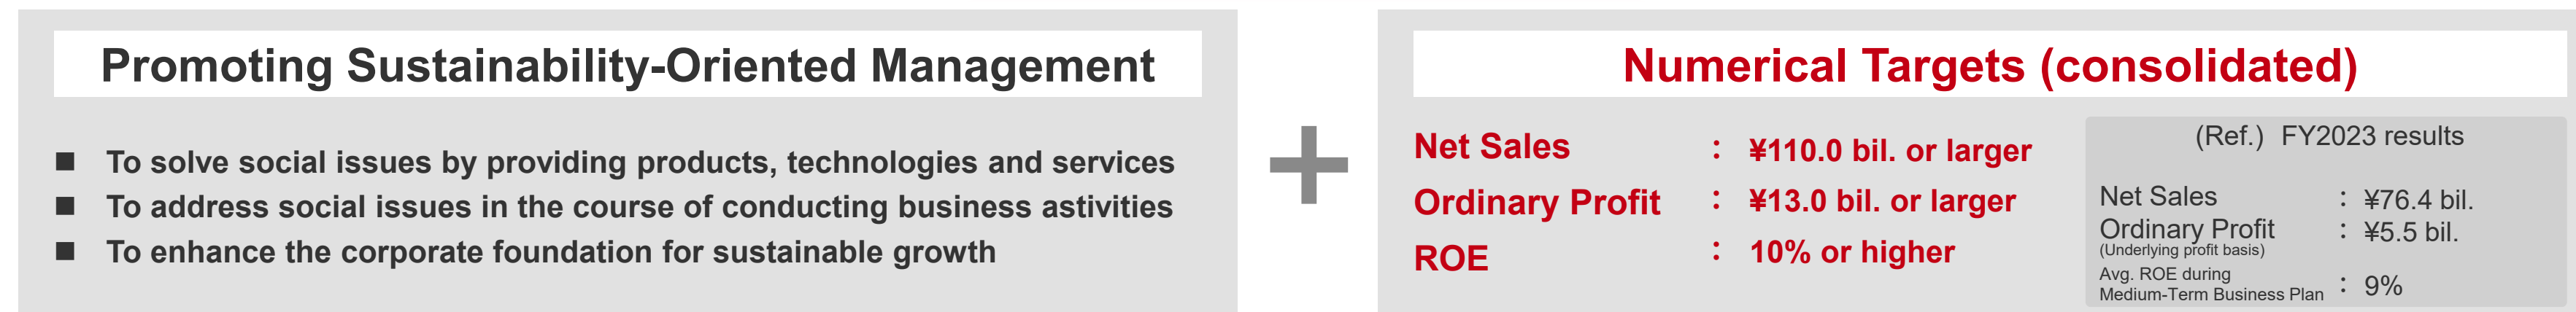 Promoting Sustainability-Oriented Management
■ To solve social issues by providing products, technologies and services
■ To address social issues in the course of conducting business astivities
■ To enhance the corporate foundation for sustainable growth
+
Numerical Targets (consolidated)
Net Sales : ¥110.0 bil. or larger
Ordinary Profit : ¥13.0 bil. or larger
ROE : 10% or higher
(Ref.) FY2023 results
Net Sales : ¥76.4 bil.
Ordinary Profit : ¥5.5 bil.
(Underlying profit basis)
Avg. ROE during
Medium-Term Business Plan : 9%